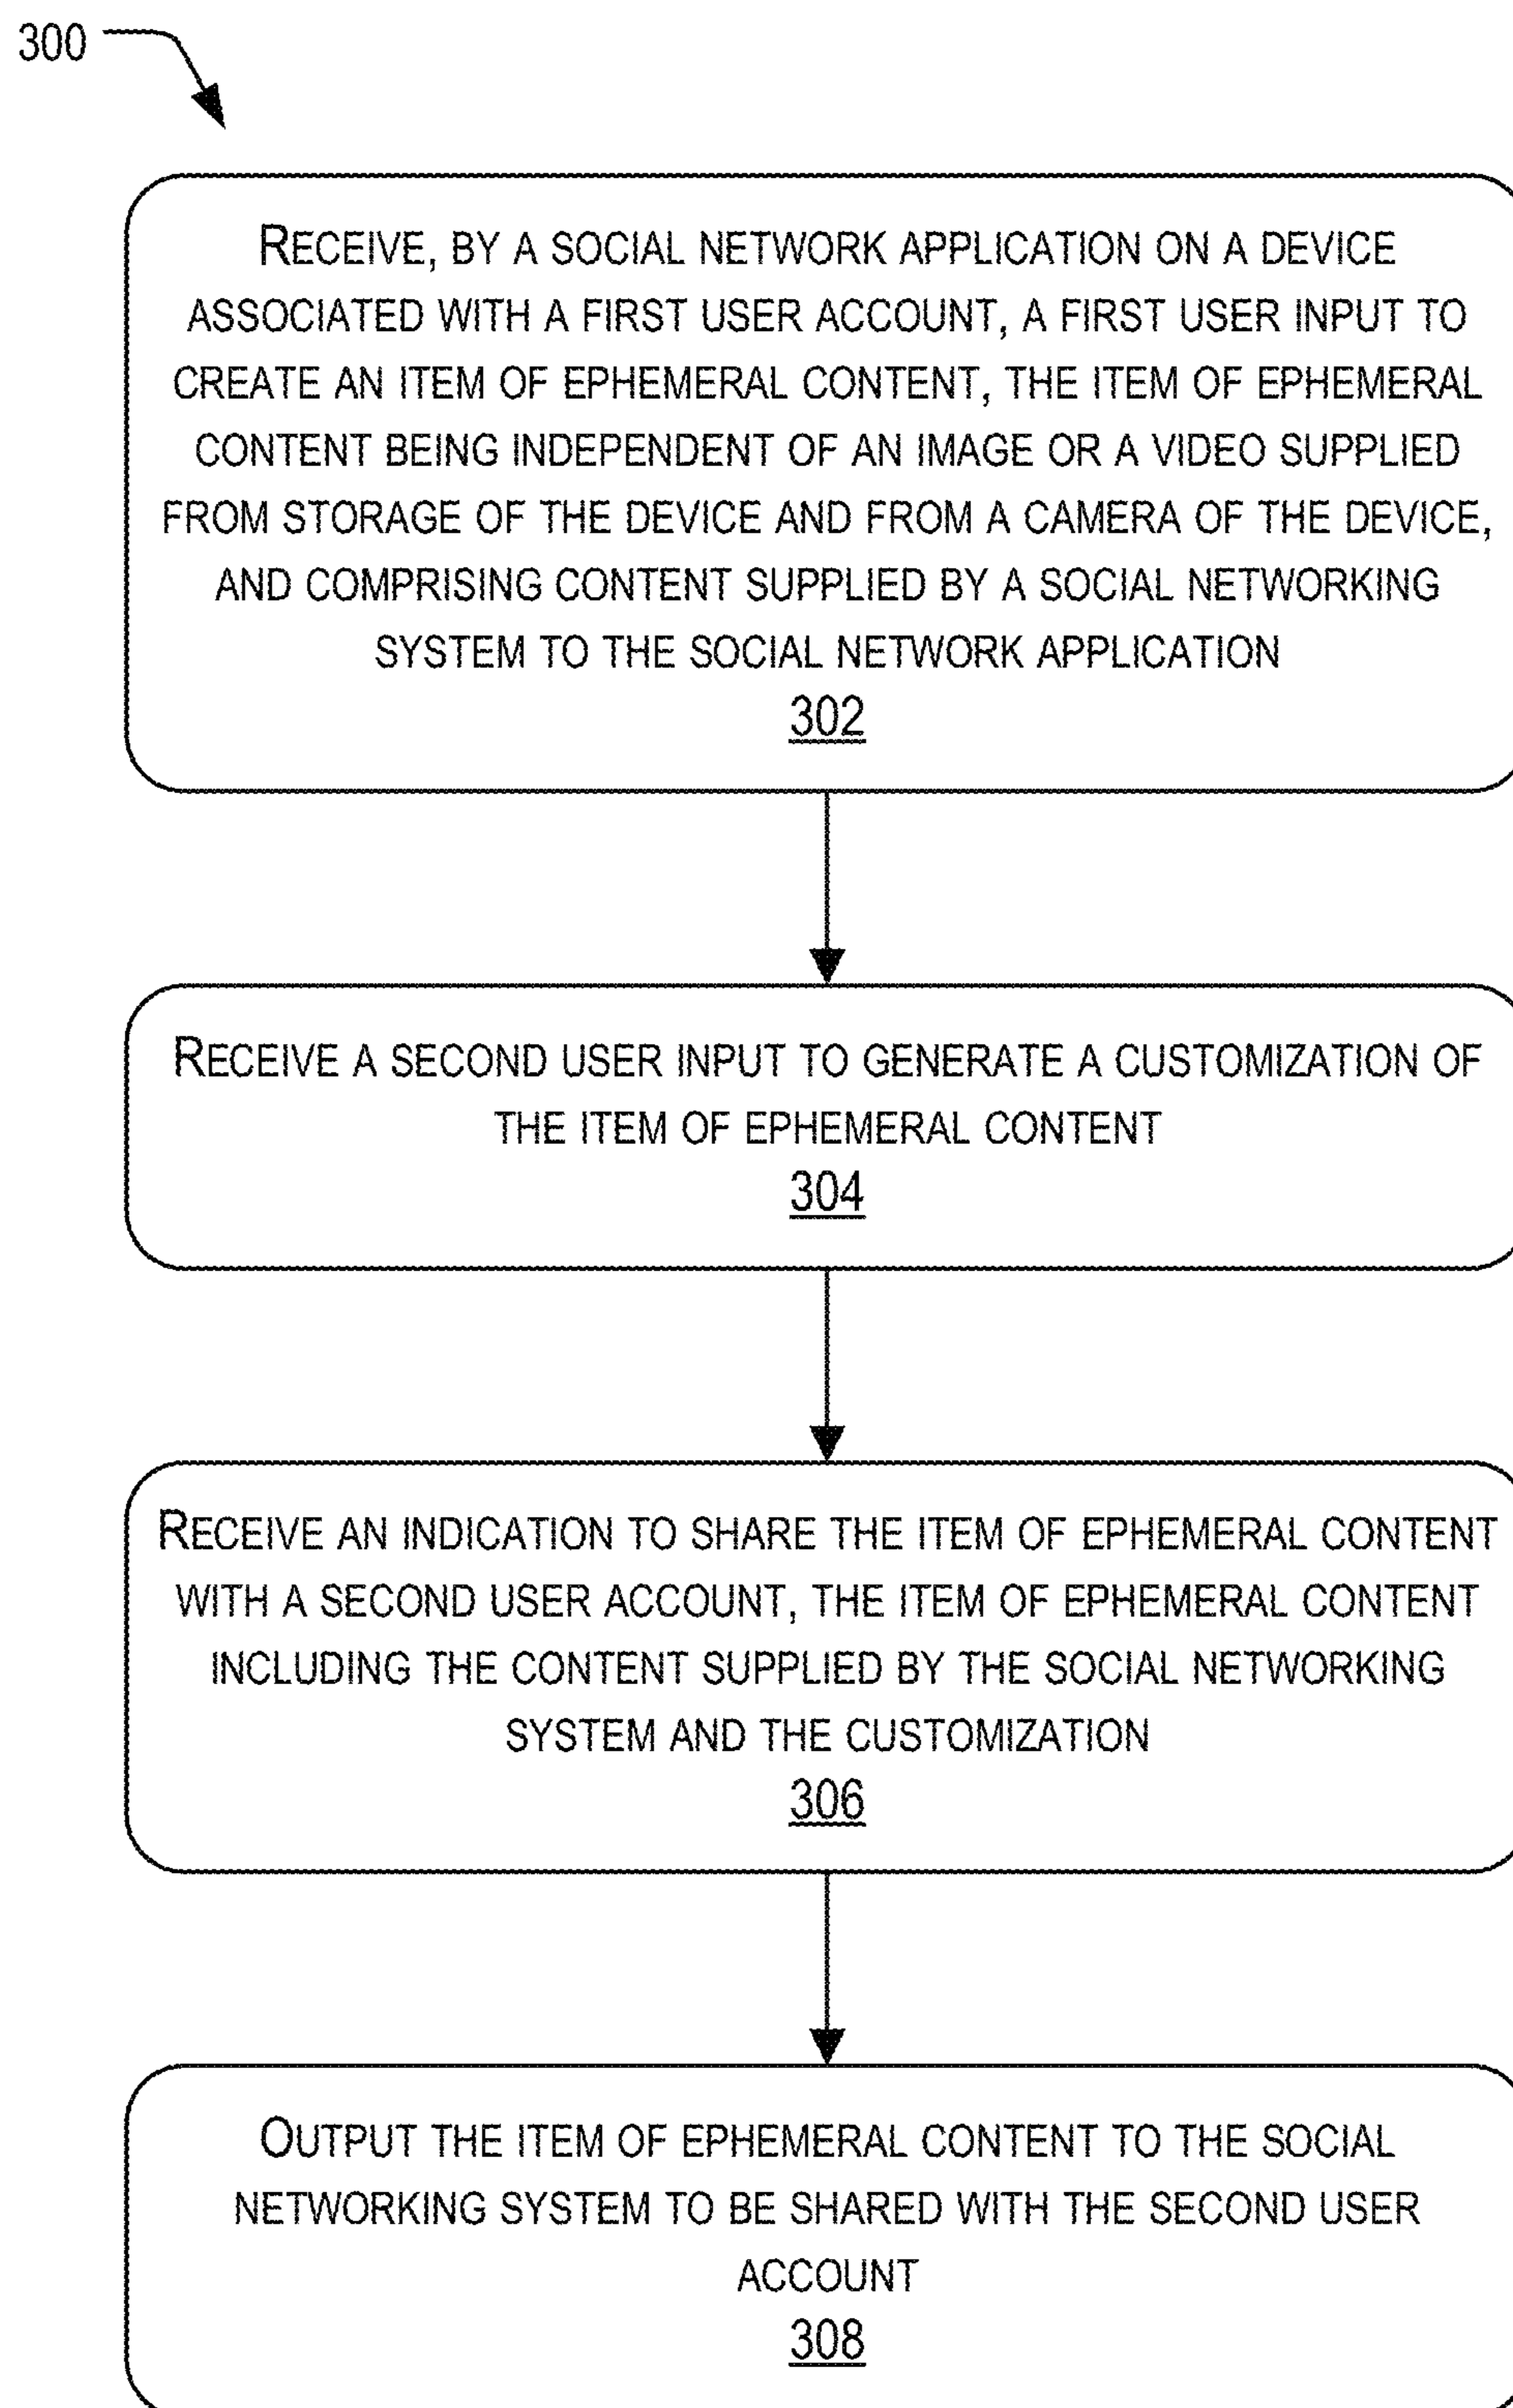 300
RECEIVE, BY A SOCIAL NETWORK APPLICATION ON A DEVICE
ASSOCIATED WITH A FIRST USER ACCOUNT, A FIRST USER INPUT TO
CREATE AN ITEM OF EPHEMERAL CONTENT, THE ITEM OF EPHEMERAL
CONTENT BEING INDEPENDENT OF AN IMAGE OR A VIDEO SUPPLIED
FROM STORAGE OF THE DEVICE AND FROM A CAMERA OF THE DEVICE,
AND COMPRISING CONTENT SUPPLIED BY A SOCIAL NETWORKING
SYSTEM TO THE SOCIAL NETWORK APPLICATION
302
RECEIVE A SECOND USER INPUT TO GENERATE A CUSTOMIZATION OF
THE ITEM OF EPHEMERAL CONTENT
304
RECEIVE AN INDICATION TO SHARE THE ITEM OF EPHEMERAL CONTENT
WITH A SECOND USER ACCOUNT, THE ITEM OF EPHEMERAL CONTENT
INCLUDING THE CONTENT SUPPLIED BY THE SOCIAL NETWORKING
SYSTEM AND THE CUSTOMIZATION
306
OUTPUT THE ITEM OF EPHEMERAL CONTENT TO THE SOCIAL
NETWORKING SYSTEM TO BE SHARED WITH THE SECOND USER
ACCOUNT
308